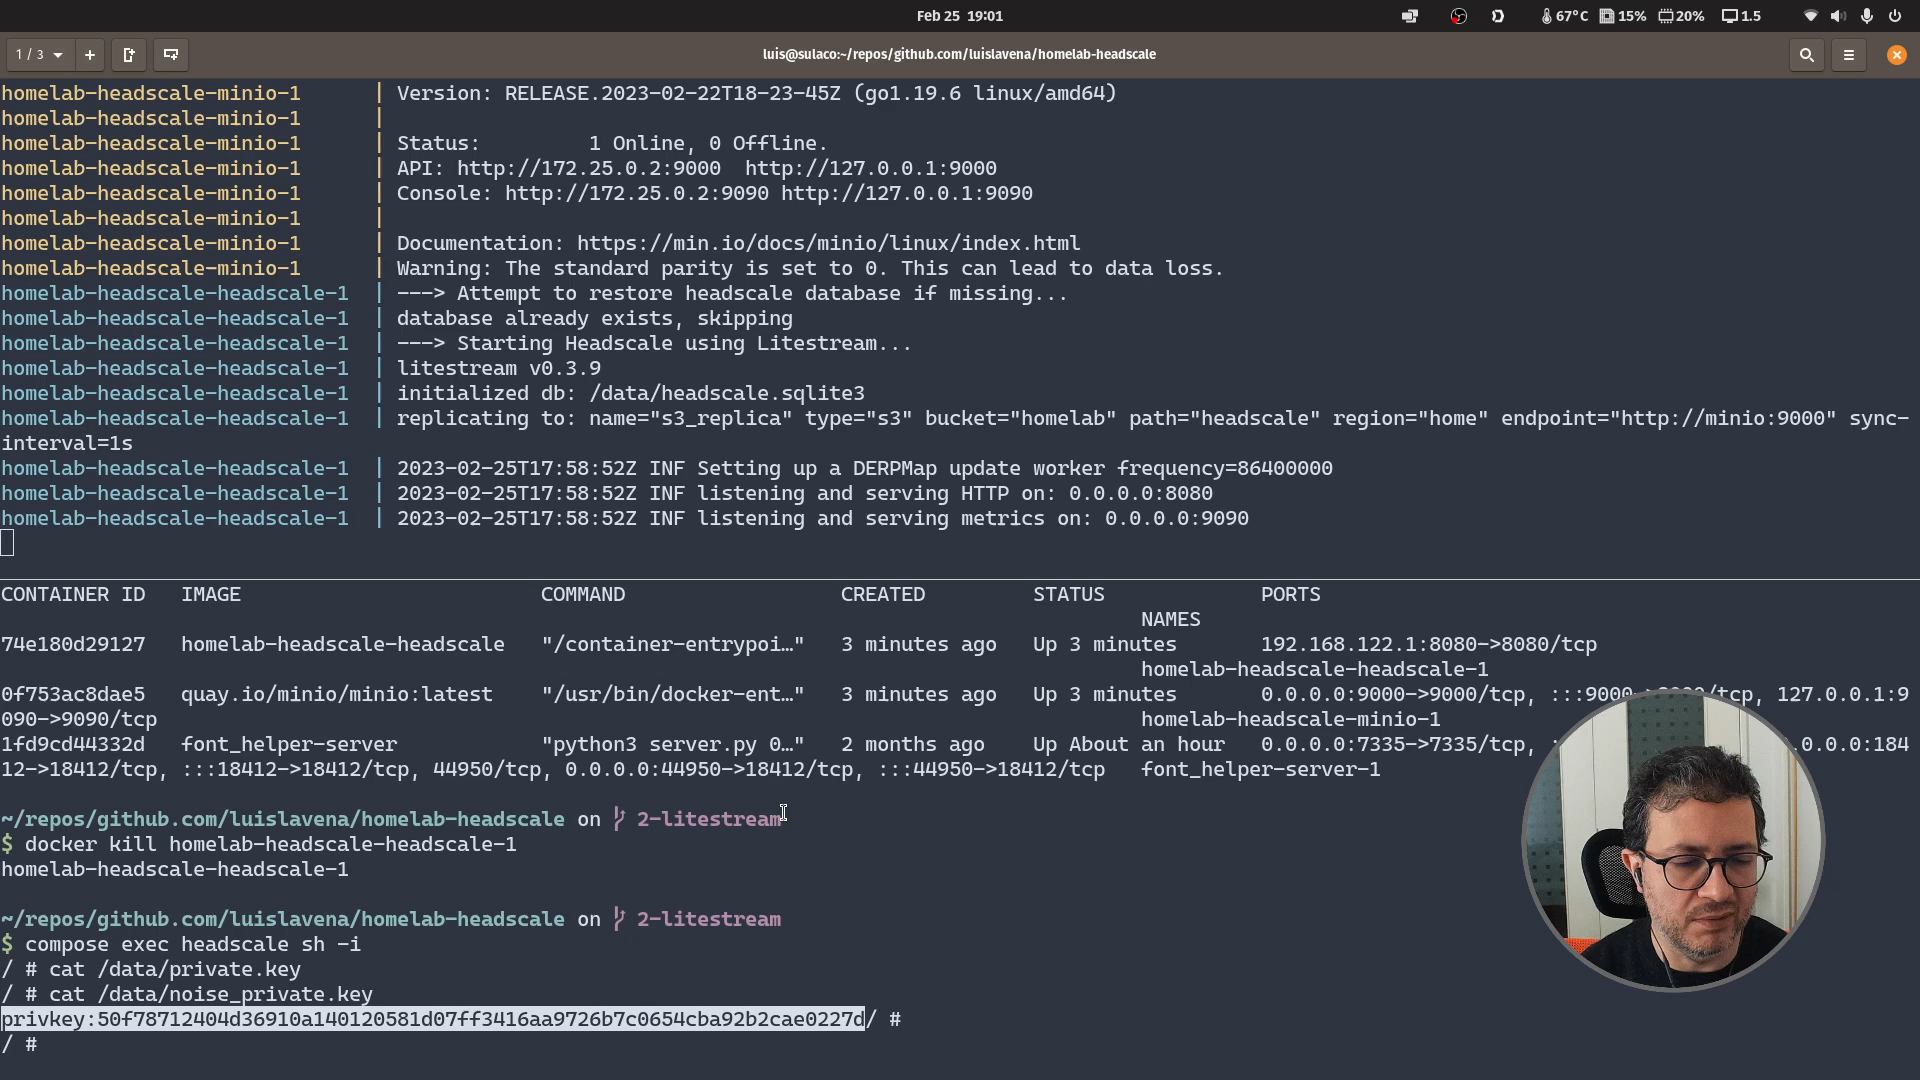 Feb 25 19:01
67°C 15% 20% 1.5
1 / 3
luis@sulaco:~/repos/github.com/luislavena/homelab-headscale
homelab-headscale-minio-1 | Version: RELEASE.2023-02-22T18-23-45Z (go1.19.6 linux/amd64)
homelab-headscale-minio-1 |
homelab-headscale-minio-1 | Status: 1 Online, 0 Offline.
homelab-headscale-minio-1 | API: http://172.25.0.2:9000 http://127.0.0.1:9000
homelab-headscale-minio-1 | Console: http://172.25.0.2:9090 http://127.0.0.1:9090
homelab-headscale-minio-1 |
homelab-headscale-minio-1 | Documentation: https://min.io/docs/minio/linux/index.html
homelab-headscale-minio-1 | Warning: The standard parity is set to 0. This can lead to data loss.
homelab-headscale-headscale-1 | ---> Attempt to restore headscale database if missing...
homelab-headscale-headscale-1 | database already exists, skipping
homelab-headscale-headscale-1 | ---> Starting Headscale using Litestream...
homelab-headscale-headscale-1 | litestream v0.3.9
homelab-headscale-headscale-1 | initialized db: /data/headscale.sqlite3
homelab-headscale-headscale-1 | replicating to: name="s3_replica" type="s3" bucket="homelab" path="headscale" region="home" endpoint="http://minio:9000" sync-
interval=1s
homelab-headscale-headscale-1 | 2023-02-25T17:58:52Z INF Setting up a DERPMap update worker frequency=86400000
homelab-headscale-headscale-1 | 2023-02-25T17:58:52Z INF listening and serving HTTP on: 0.0.0.0:8080
homelab-headscale-headscale-1 | 2023-02-25T17:58:52Z INF listening and serving metrics on: 0.0.0.0:9090
CONTAINER ID IMAGE COMMAND CREATED STATUS PORTS
NAMES
74e180d29127 homelab-headscale-headscale "/container-entrypoi…" 3 minutes ago Up 3 minutes 192.168.122.1:8080->8080/tcp
homelab-headscale-headscale-1
0f753ac8dae5 quay.io/minio/minio:latest "/usr/bin/docker-ent…" 3 minutes ago Up 3 minutes 0.0.0.0:9000->9000/tcp, :::9000->9000/tcp, 127.0.0.1:9
090->9090/tcp homelab-headscale-minio-1
1fd9cd44332d font_helper-server "python3 server.py 0…" 2 months ago Up About an hour 0.0.0.0:7335->7335/tcp, .0.0.0:184
12->18412/tcp, :::18412->18412/tcp, 44950/tcp, 0.0.0.0:44950->18412/tcp, :::44950->18412/tcp font_helper-server-1
~/repos/github.com/luislavena/homelab-headscale on 2-litestream
$ docker kill homelab-headscale-headscale-1
homelab-headscale-headscale-1
~/repos/github.com/luislavena/homelab-headscale on 2-litestream
$ compose exec headscale sh -i
/ # cat /data/private.key
/ # cat /data/noise_private.key
privkey:50f78712404d36910a140120581d07ff3416aa9726b7c0654cba92b2cae0227d/ #
/ #